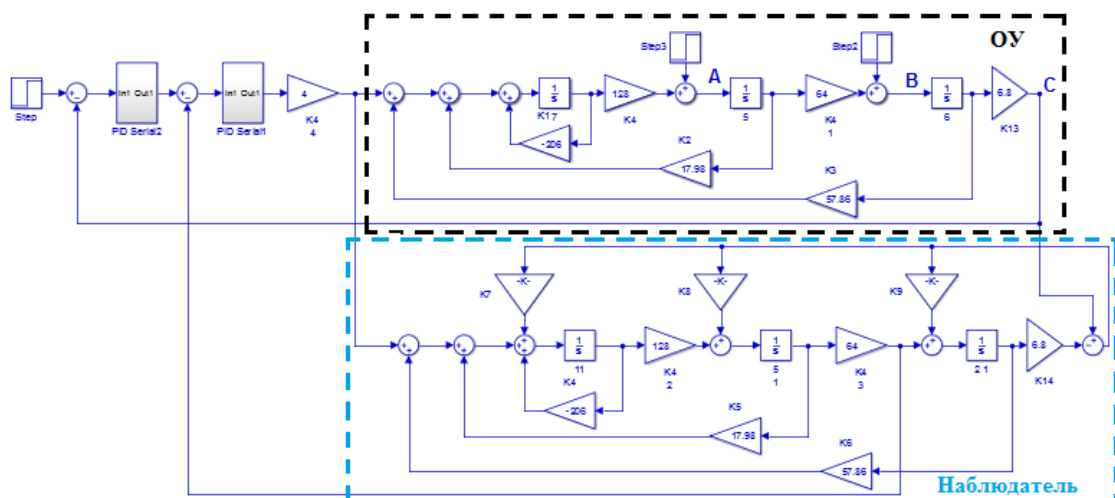 ОУ
Step3
Step2
A
B
C
Step
In1 Out1
PID Serial2
In1 Out1
PID Serial1
4
K4
4
1
s
K1
7
128
K4
1
s
5
64
K4
1
1
s
6
6.8
K13
-206
K2
17.98
K3
57.86
-K-
K7
-K-
K8
-K-
K9
1
s
11
128
K4
2
1
s
5
1
64
K4
3
1
s
2 1
6.8
K14
K4
-206
K5
17.98
K6
57.86
Наблюдатель